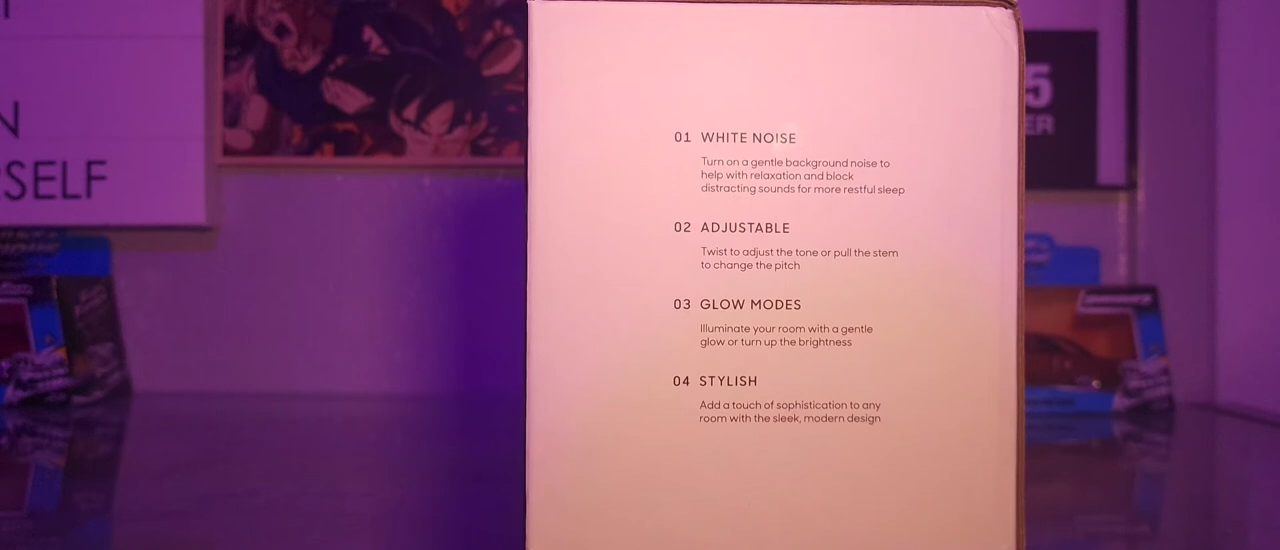 N
SELF
5
ER
01 WHITE NOISE
Turn on a gentle background noise to
help with relaxation and block
distracting sounds for more restful sleep
02 ADJUSTABLE
Twist to adjust the tone or pull the stem
to change the pitch
03 GLOW MODES
Illuminate your room with a gentle
glow or turn up the brightness
04 STYLISH
Add a touch of sophistication to any
room with the sleek, modern design